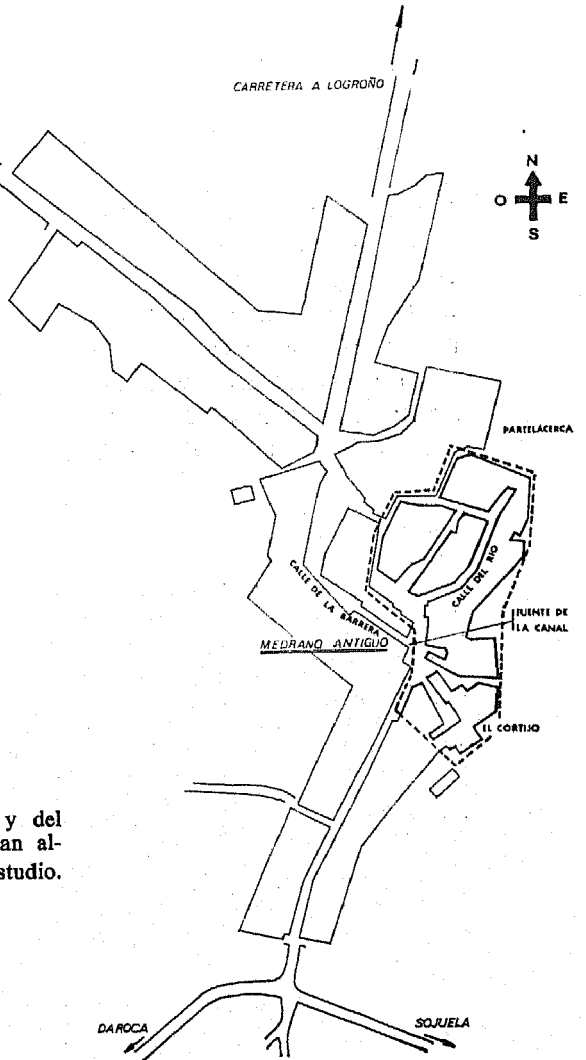 CARRETERA A LOGROÑO
N
O E
S
PARTELACERCA
CALLE DEL RIO
CALLE DE LA BARRERA
FUENTE DE
LA CANAL
MEDRANO ANTIGUO
EL CORTIJO
y del
an al-
studio.
DAROCA
SOJUELA